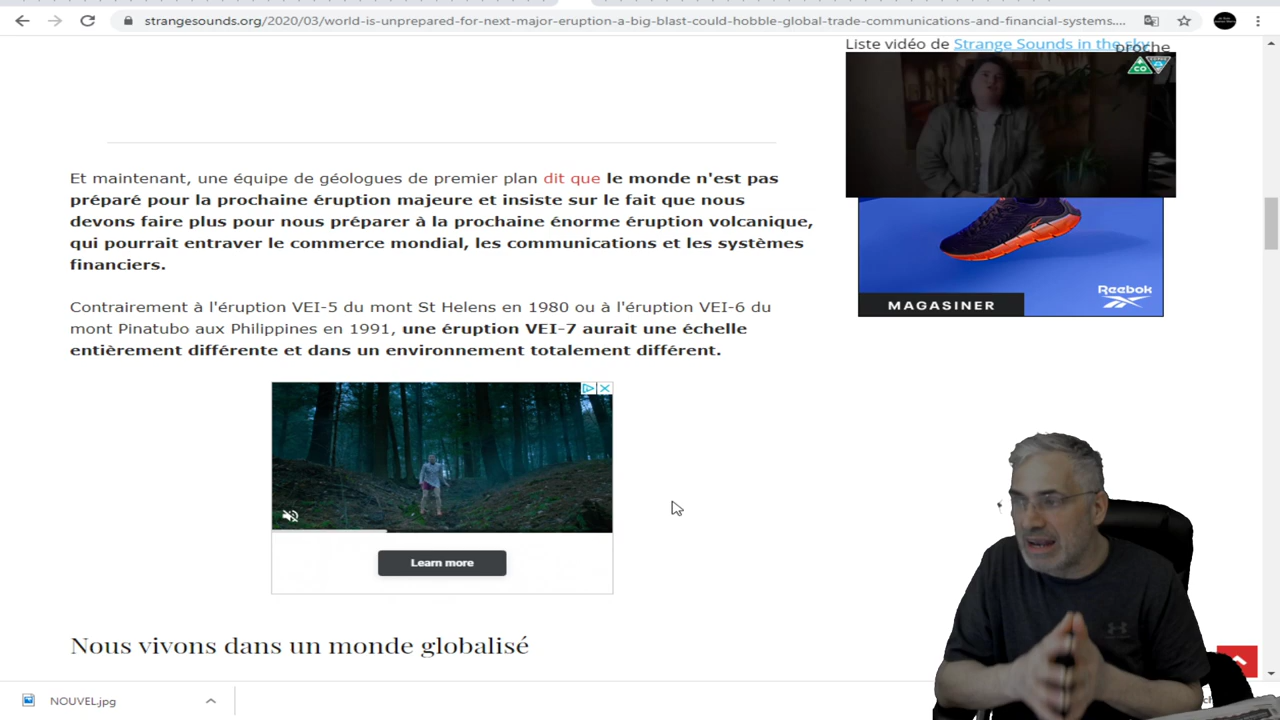 strangesounds.org/2020/03/world-is-unprepared-for-next-major-eruption-a-big-blast-could-hobble-global-trade-communications-and-financial-systems....
Liste vidéo de Strange Sounds in the sky
proche
Et maintenant, une équipe de géologues de premier plan dit que le monde n'est pas
préparé pour la prochaine éruption majeure et insiste sur le fait que nous
devons faire plus pour nous préparer à la prochaine énorme éruption volcanique,
qui pourrait entraver le commerce mondial, les communications et les systèmes
financiers.
Contrairement à l'éruption VEI-5 du mont St Helens en 1980 ou à l'éruption VEI-6 du
mont Pinatubo aux Philippines en 1991, une éruption VEI-7 aurait une échelle
entièrement différente et dans un environnement totalement différent.
Reebok
MAGASINER
Learn more
Nous vivons dans un monde globalisé
NOUVEL.jpg